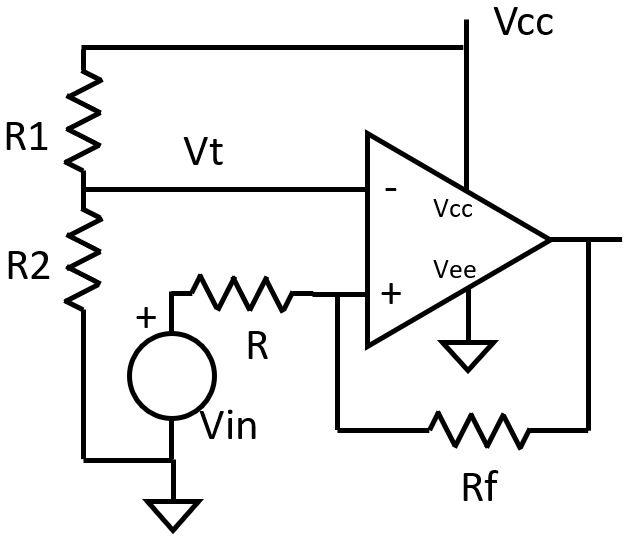 Vcc
R1
Vt
-
Vcc
R2
Vee
+
+
R
Vin
Rf